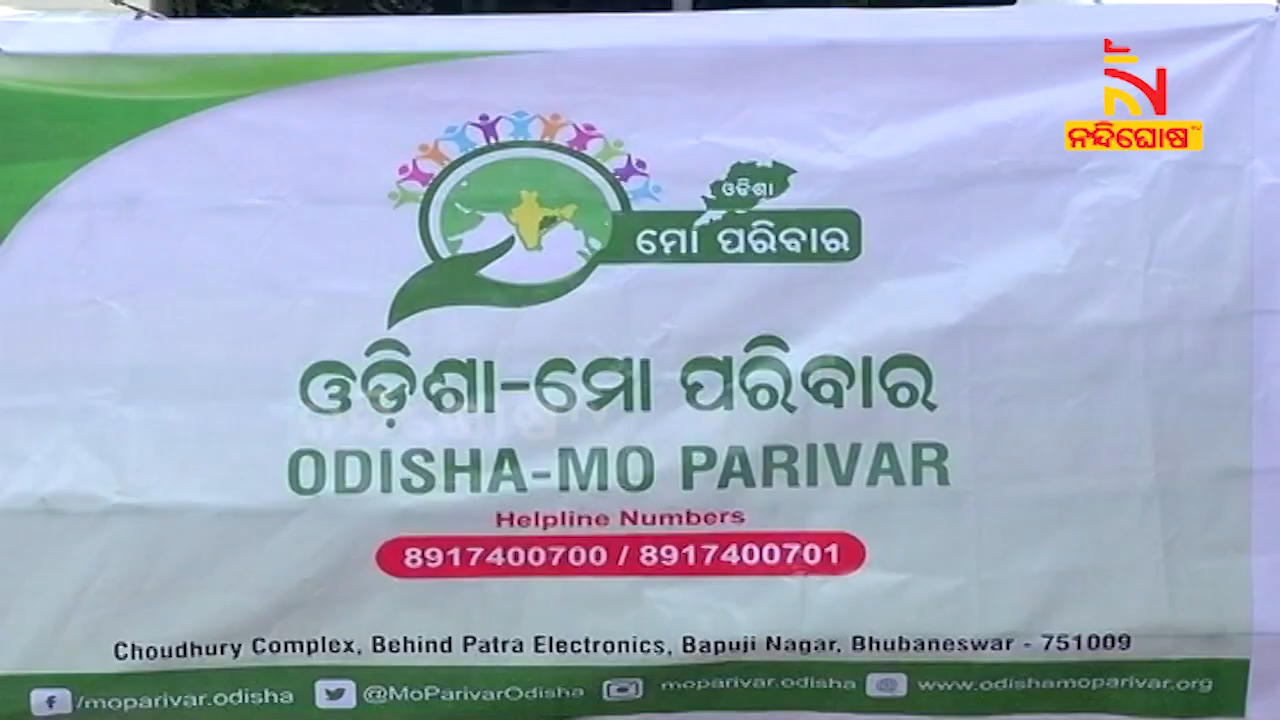 ନନ୍ଦିଘୋଷ
ଓଡିଶା
ମୋ ପରିବାର
ଓଡ଼ିଶା-ମୋ ପରିବାର
ODISHA-MO PARIVAR
Helpline Numbers
8917400700 / 8917400701
Choudhury Complex, Behind Patra Electronics, Bapuji Nagar, Bhubaneswar - 751009
/moparivar.odisha @MoParivarOdisha moparivar.odisha www.odishamoparivar.org